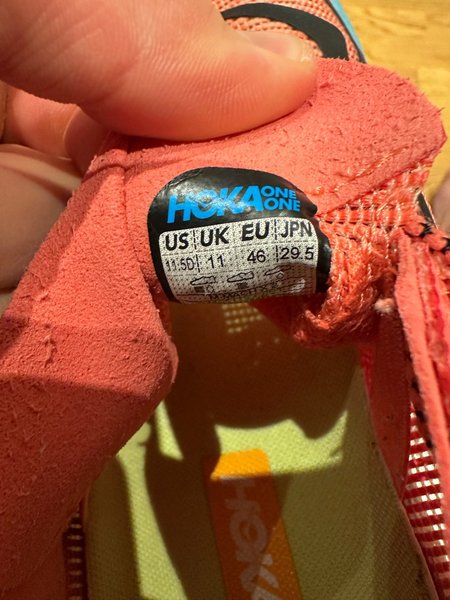 HOKA ONE ONE
US UK EU JPN
11.5D 11 46 29.5
HOKA